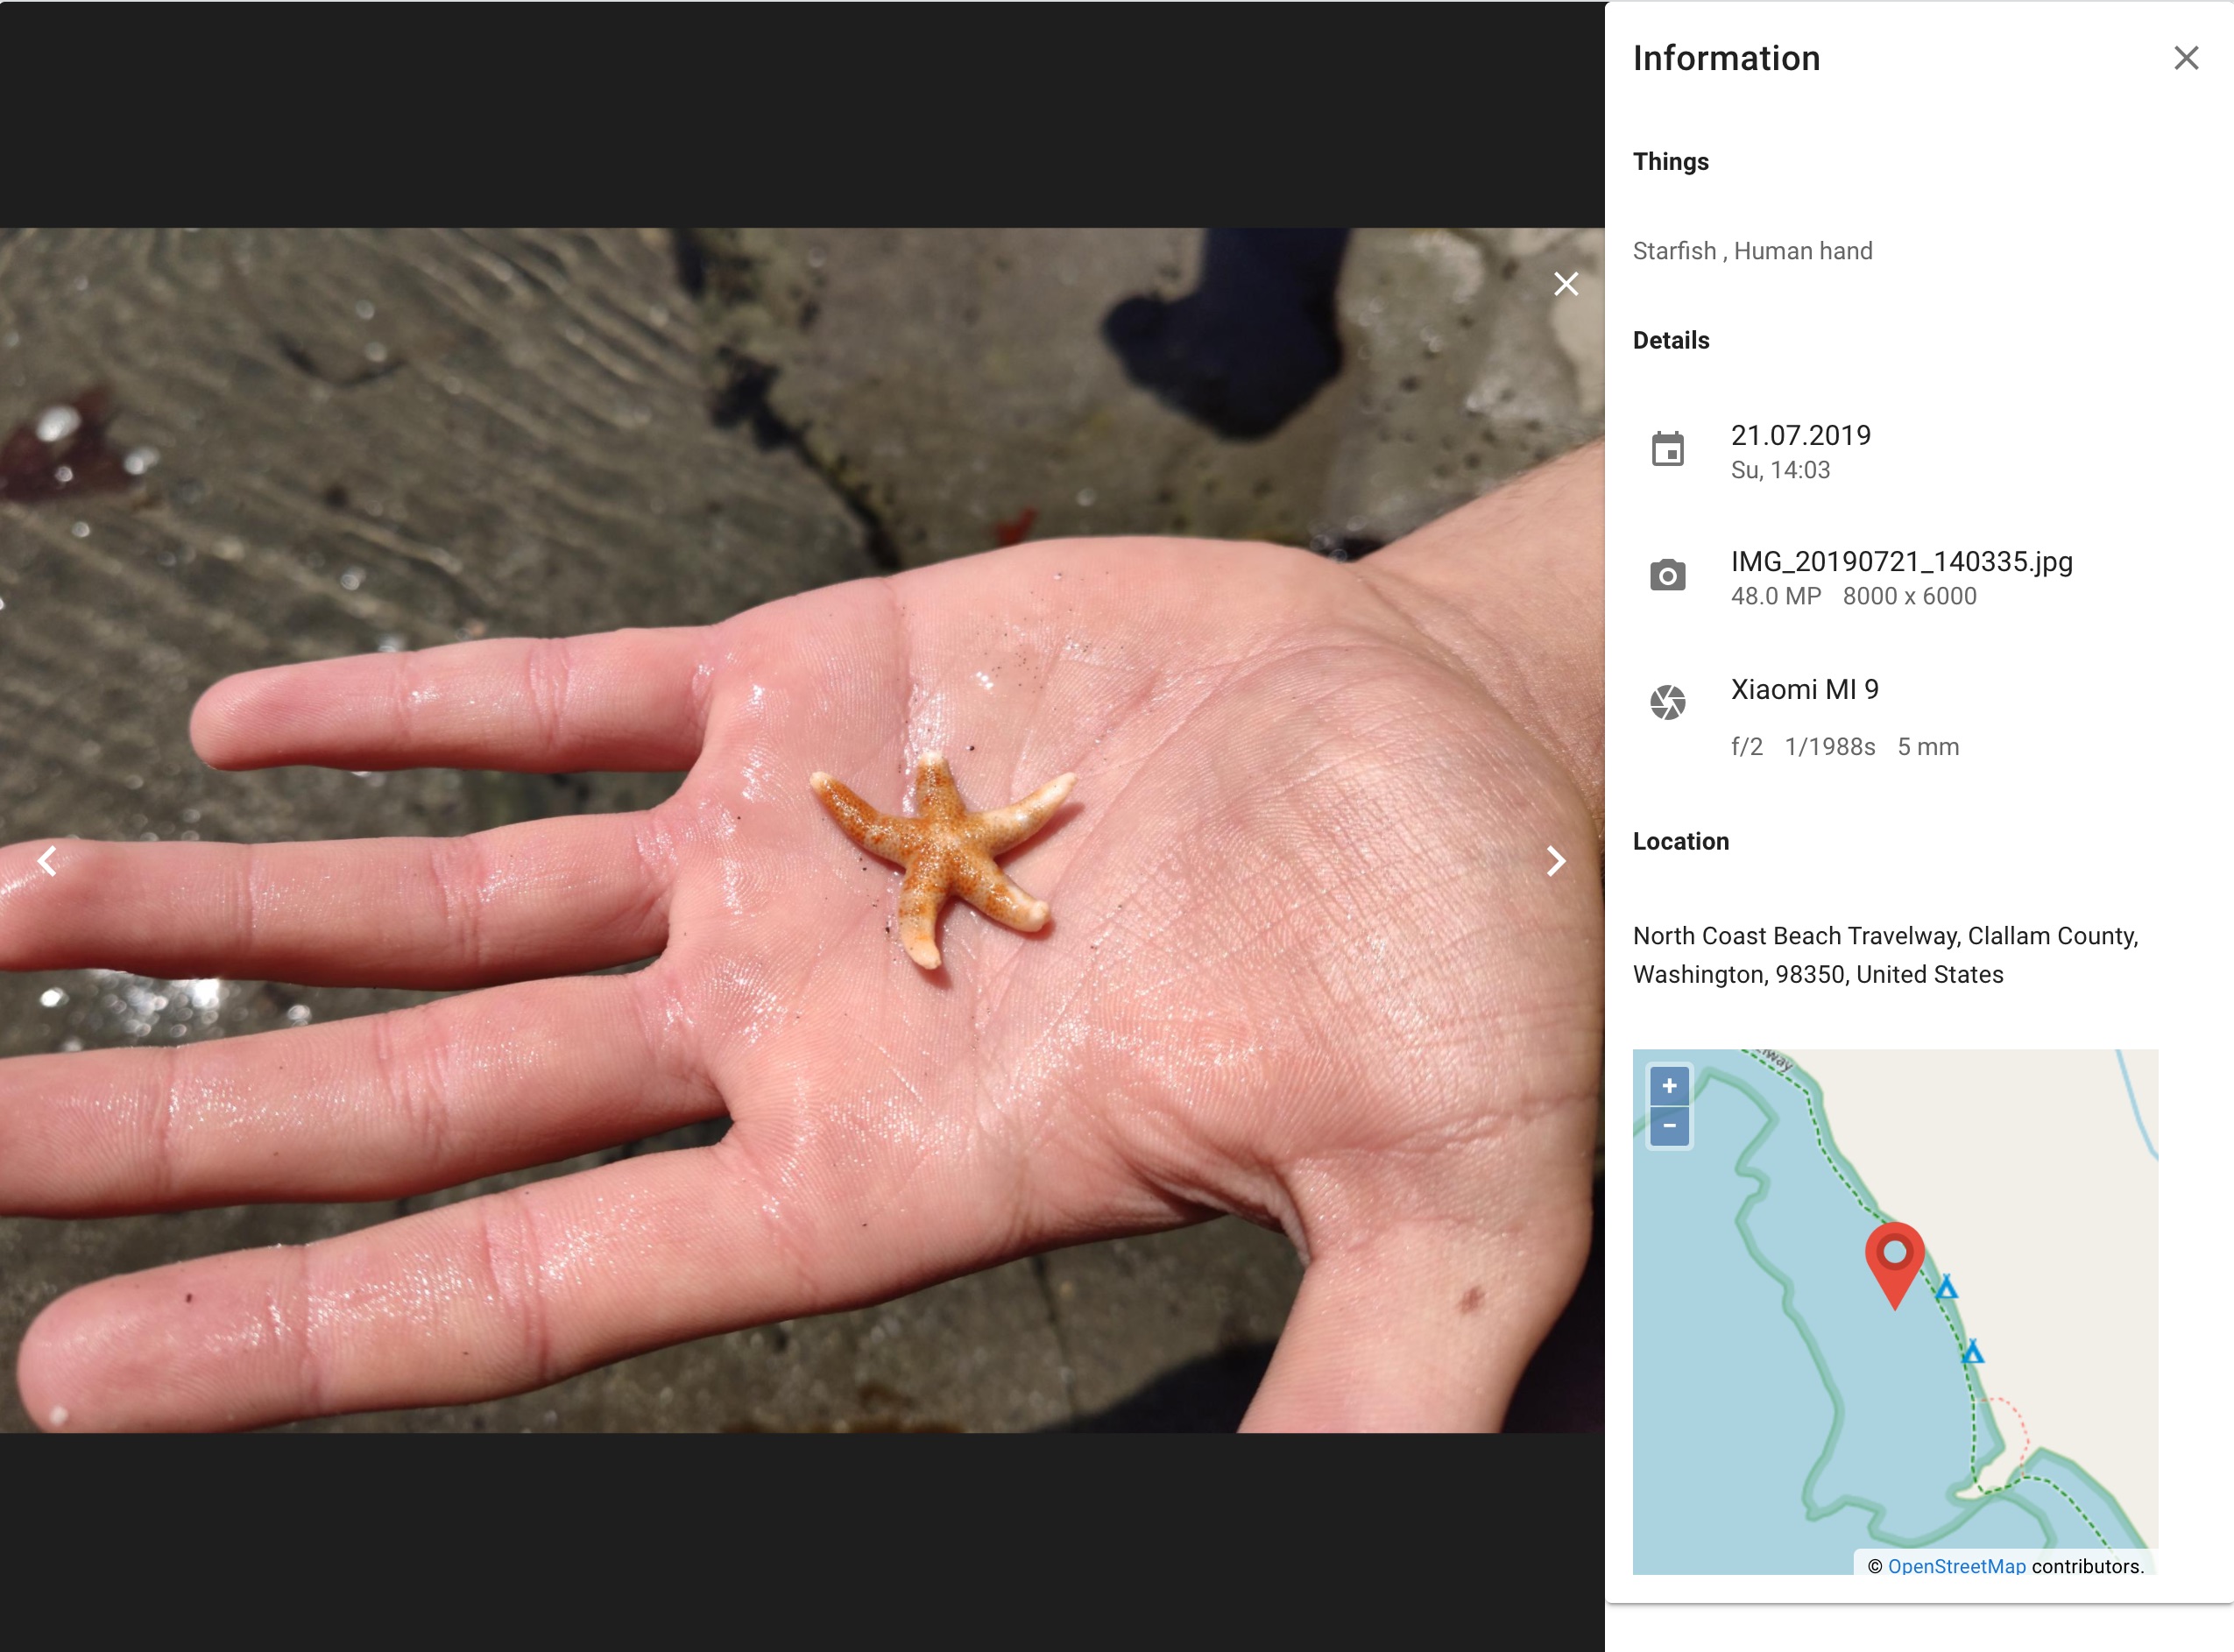 Information
Things
Starfish , Human hand
Details
21.07.2019
Su, 14:03
IMG_20190721_140335.jpg
48.0 MP 8000 x 6000
Xiaomi MI 9
f/2 1/1988s 5 mm
Location
North Coast Beach Travelway, Clallam County,
Washington, 98350, United States
+
−
© OpenStreetMap contributors.